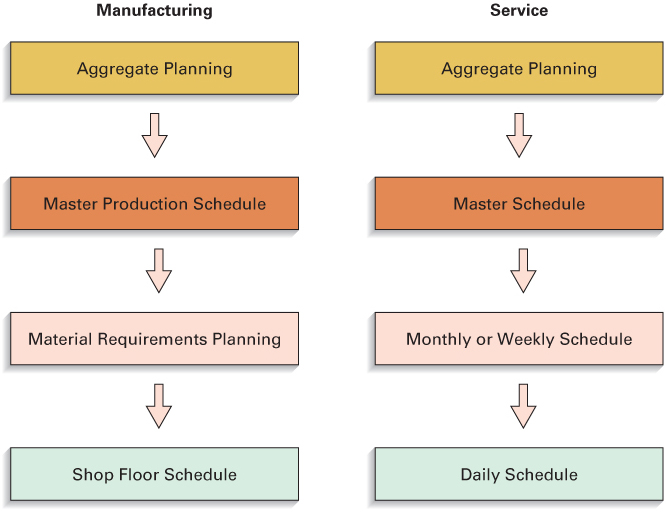 Manufacturing
Service
Aggregate Planning
Aggregate Planning
Master Production Schedule
Master Schedule
Material Requirements Planning
Monthly or Weekly Schedule
Shop Floor Schedule
Daily Schedule